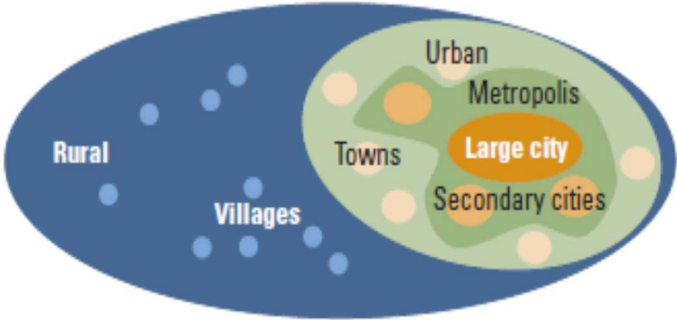 Urban
Metropolis
Rural
Towns
Large city
Secondary cities
Villages